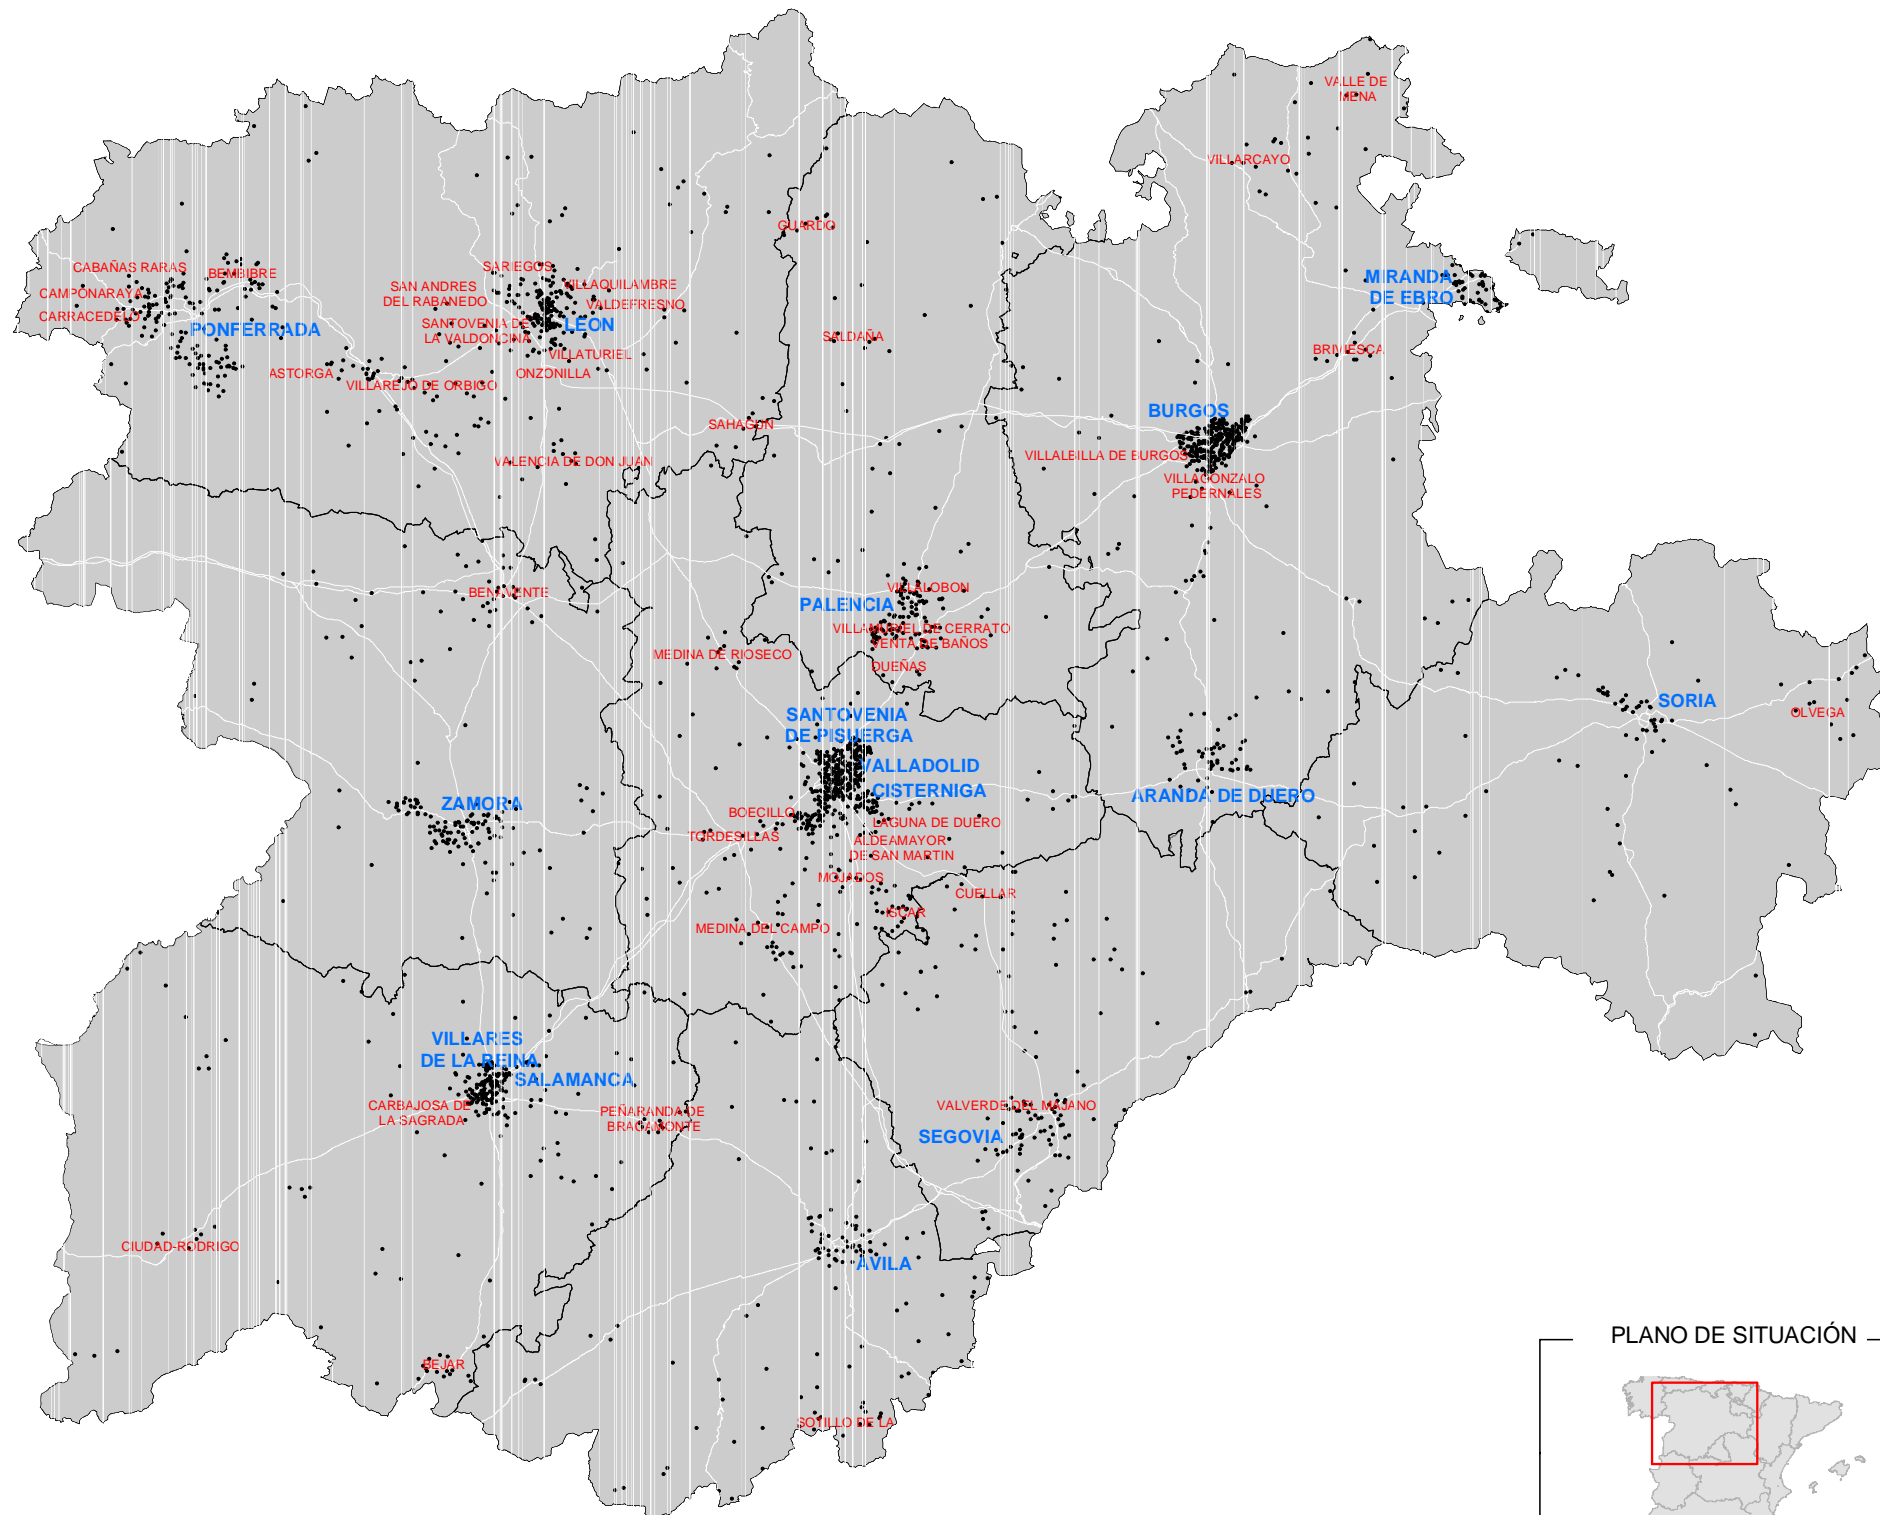 VALLE DE
MENA
VILLARCAYO
GUARDO
CABAÑAS RARAS
BEMBIBRE
SARIEGOS
CAMPONARAYA
SAN ANDRES
DEL RABANEDO
VILLAQUILAMBRE
VALDEFRESNO
MIRANDA
DE EBRO
CARRACEDELO
PONFERRADA
SANTOVENIA DE
LA VALDONCINA
LEON
SALDAÑA
VILLATURIEL
BRIVIESCA
ASTORGA
VILLAREJO DE ORBIGO
ONZONILLA
SAHAGUN
BURGOS
VALENCIA DE DON JUAN
VILLALBILLA DE BURGOS
VILLAGONZALO
PEDERNALES
BENAVENTE
VILLALOBON
PALENCIA
VILLAMURIEL DE CERRATO
VENTA DE BAÑOS
MEDINA DE RIOSECO
DUEÑAS
SORIA
OLVEGA
SANTOVENIA
DE PISUERGA
VALLADOLID
CISTERNIGA
ZAMORA
ARANDA DE DUERO
BOECILLO
LAGUNA DE DUERO
TORDESILLAS
ALDEAMAYOR
DE SAN MARTIN
MOJADOS
CUELLAR
ISCAR
MEDINA DEL CAMPO
VILLARES
DE LA REINA
SALAMANCA
CARBAJOSA DE
LA SAGRADA
PEÑARANDA DE
BRACAMONTE
VALVERDE DEL MAJANO
SEGOVIA
CIUDAD-RODRIGO
AVILA
BEJAR
SOTILLO DE LA
PLANO DE SITUACIÓN